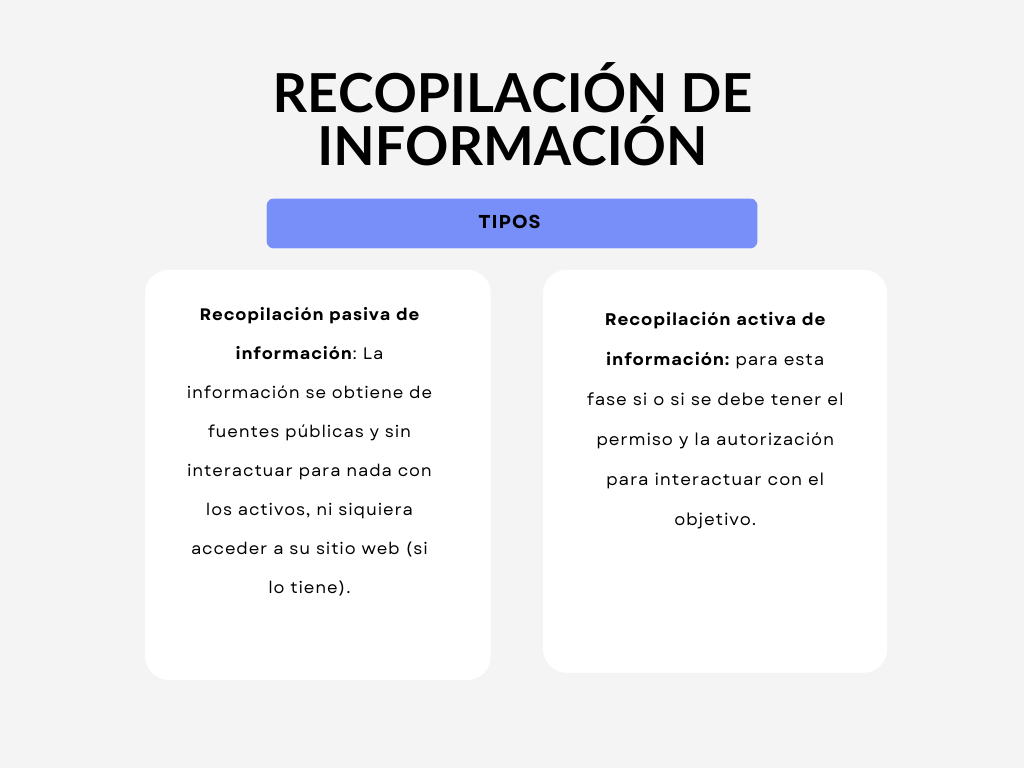 RECOPILACIÓN DE
INFORMACIÓN
TIPOS
Recopilación pasiva de
información: La
información se obtiene de
fuentes públicas y sin
interactuar para nada con
los activos, ni siquiera
acceder a su sitio web (si
lo tiene).
Recopilación activa de
información: para esta
fase si o si se debe tener el
permiso y la autorización
para interactuar con el
objetivo.